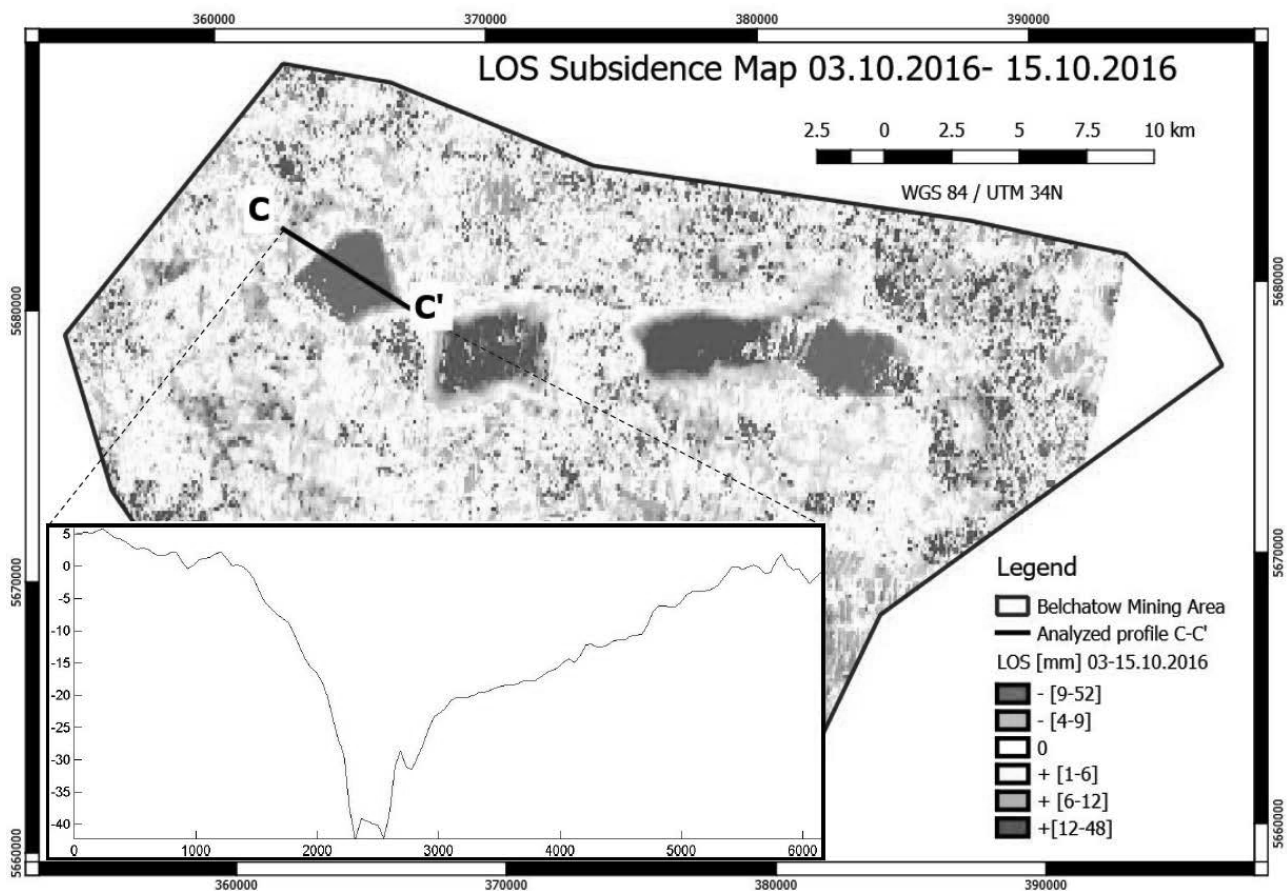 360000 370000 380000 390000
LOS Subsidence Map 03.10.2016- 15.10.2016
2.5 0 2.5 5 7.5 10 km
WGS 84 / UTM 34N
C
C'
5680000
5680000
5670000
5670000
5660000
5660000
5
0
-5
-10
-15
-20
-25
-30
-35
-40
0 1000 2000 3000 4000 5000 6000
Legend
Belchatow Mining Area
Analyzed profile C-C'
LOS [mm] 03-15.10.2016
- [9-52]
- [4-9]
0
+ [1-6]
+ [6-12]
+[12-48]
360000 370000 380000 390000